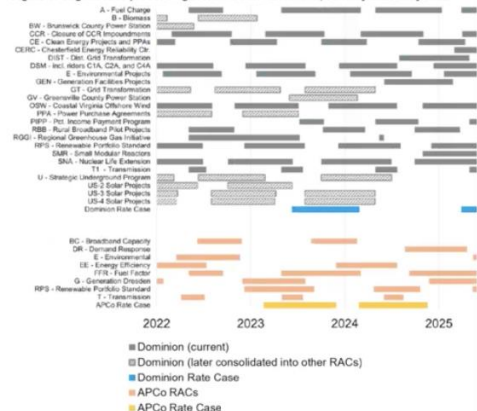 A - Fuel Charge
B - Biomass
BW - Brunswick County Power Station
CCR - Closure of CCR Impoundments
CE - Clean Energy Projects and PPAs
CERC - Chesterfield Energy Reliability Ctr.
DIST - Dist. Grid Transformation
DSM - incl. riders C1A, C2A, and C4A
E - Environmental Projects
GEN - Generation Facilities Projects
GT - Grid Transformation
GV - Greensville County Power Station
OSW - Coastal Virginia Offshore Wind
PPA - Power Purchase Agreements
PIPP - Pct. Income Payment Program
RBB - Rural Broadband Pilot Projects
RGGI - Regional Greenhouse Gas Initiative
RPS - Renewable Portfolio Standard
SMR - Small Modular Reactors
SNA - Nuclear Life Extension
T1 - Transmission
U - Strategic Underground Program
US-2 Solar Projects
US-3 Solar Projects
US-4 Solar Projects
Dominion Rate Case
BC - Broadband Capacity
DR - Demand Response
E - Environmental
EE - Energy Efficiency
FFR - Fuel Factor
G - Generation Dresden
RPS - Renewable Portfolio Standard
T - Transmission
APCo Rate Case
2022 2023 2024 2025
Dominion (current)
Dominion (later consolidated into other RACs)
Dominion Rate Case
APCo RACs
APCo Rate Case